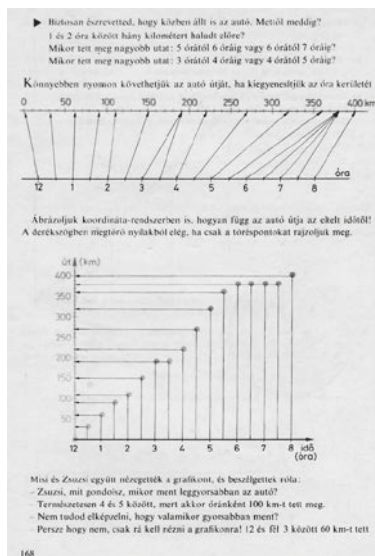 ▶ Biztosan észrevetted, hogy közben állt is az autó. Mettől meddig?
1 és 2 óra között hány kilométert haladt előre?
Mikor tett meg nagyobb utat: 5 órától 6 óráig vagy 6 órától 7 óráig?
Mikor tett meg nagyobb utat: 3 órától 4 óráig vagy 4 órától 5 óráig?
Könnyebben nyomon követhetjük az autó útját, ha kiegyenesítjük az óra kerületét
0 50 100 150 200 250 300 350 400 km
óra
12 1 2 3 4 5 6 7 8
Ábrázoljuk koordináta-rendszerben is, hogyan függ az autó útja az eltelt időtől!
A derékszögben megtörő nyilakból elég, ha csak a töréspontokat rajzoljuk meg.
út (km)
400
350
300
250
200
150
100
50
12 1 2 3 4 5 6 7 8 idő
(óra)
Misi és Zsuzsi együtt nézegették a grafikont, és beszélgettek róla:
- Zsuzsi, mit gondolsz, mikor ment leggyorsabban az autó?
- Természetesen 4 és 5 között, mert akkor óránként 100 km-t tett meg.
- Nem tudod elképzelni, hogy valamikor gyorsabban ment?
- Persze hogy nem, csak rá kell nézni a grafikonra! 12 és fél 3 között 60 km-t tett
168